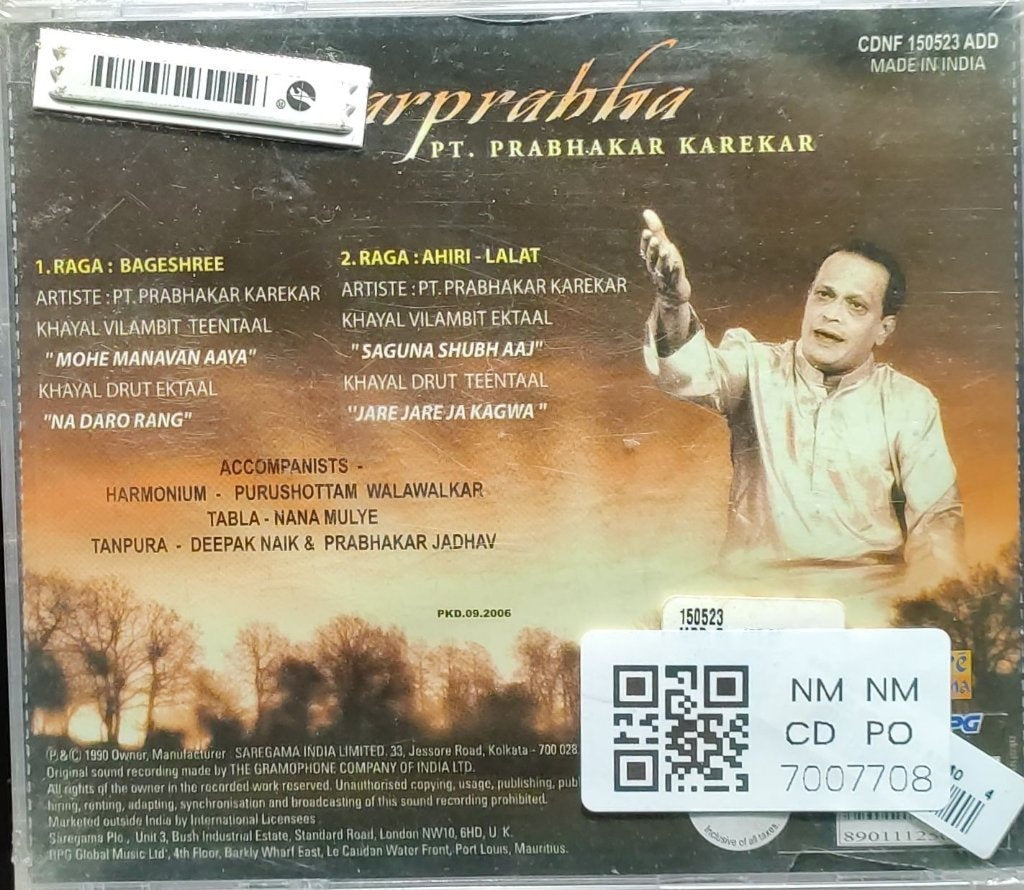 CDNF 150523 ADD
MADE IN INDIA
arprabha
PT. PRABHAKAR KAREKAR
1. RAGA : BAGESHREE
ARTISTE : PT. PRABHAKAR KAREKAR
KHAYAL VILAMBIT TEENTAAL
"MOHE MANAVAN AAYA"
KHAYAL DRUT EKTAAL
"NA DARO RANG"
2. RAGA : AHIRI - LALAT
ARTISTE : PT. PRABHAKAR KAREKAR
KHAYAL VILAMBIT EKTAAL
"SAGUNA SHUBH AAJ"
KHAYAL DRUT TEENTAAL
"JARE JARE JA KAGWA"
ACCOMPANISTS -
HARMONIUM - PURUSHOTTAM WALAWALKAR
TABLA - NANA MULYE
TANPURA - DEEPAK NAIK & PRABHAKAR JADHAV
PKD.09.2006
150523
NM NM
CD PO
7007708
Ⓟ & © 1990 Owner, Manufacturer SAREGAMA INDIA LIMITED. 33, Jessore Road, Kolkata - 700 028.
Original sound recording made by THE GRAMOPHONE COMPANY OF INDIA LTD.
All rights of the owner in the recorded work reserved. Unauthorised copying, usage, publishing,
hiring, renting, adapting, synchronisation and broadcasting of this sound recording prohibited.
Marketed outside India by International Licensees
Saregama Plc., Unit 3, Bush Industrial Estate, Standard Road, London NW10, 6HD, U. K.
RPG Global Music Ltd', 4th Floor, Barkly Wharf East, Le Caudan Water Front, Port Louis, Mauritius.
Inclusive of all taxes
4